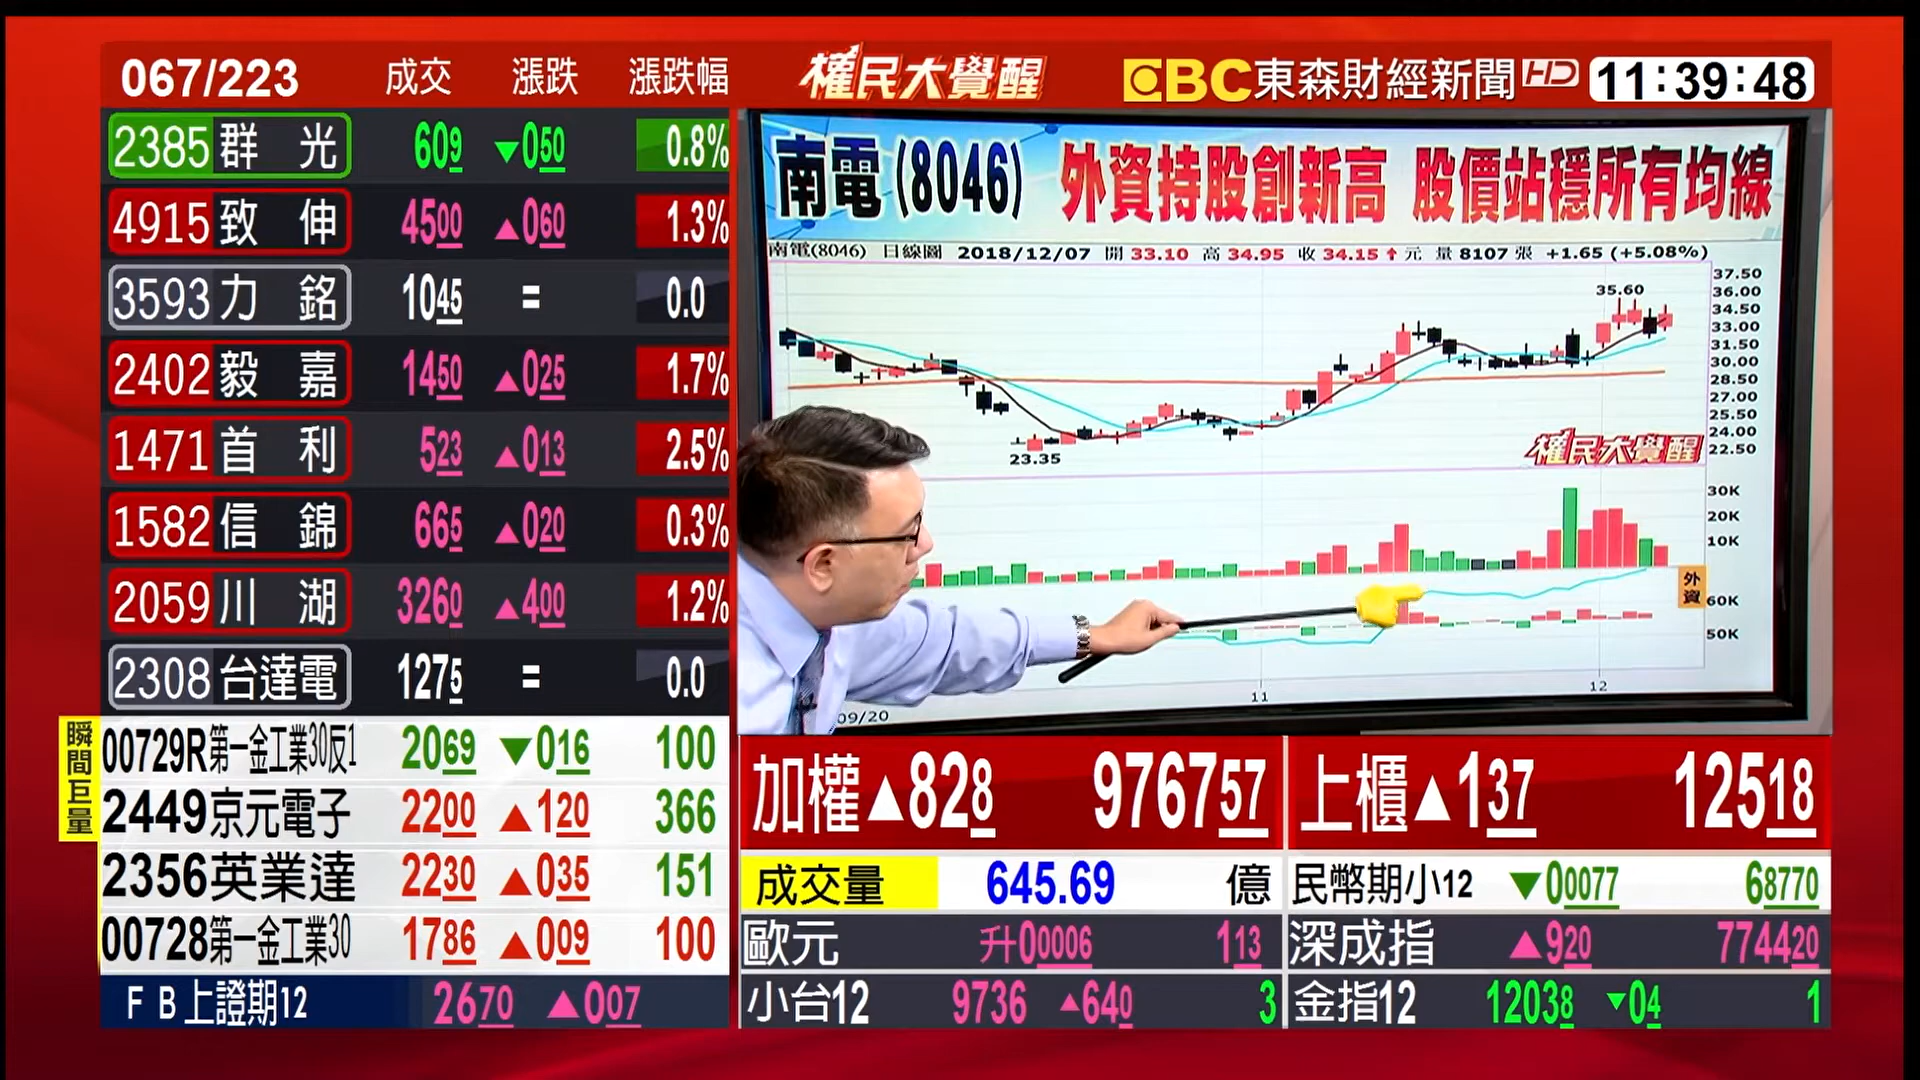 067/223 成交 漲跌 漲跌幅
權民大覺醒
EBC東森財經新聞HD
11:39:48
2385 群光 609 ▼050 0.8%
4915 致伸 4500 ▲060 1.3%
3593 力銘 1045 = 0.0
2402 毅嘉 1450 ▲025 1.7%
1471 首利 523 ▲013 2.5%
1582 信錦 665 ▲020 0.3%
2059 川湖 3260 ▲400 1.2%
2308 台達電 1275 = 0.0
瞬間巨量
00729R第一金工業30反1 2069 ▼016 100
2449京元電子 2200 ▲120 366
2356英業達 2230 ▲035 151
00728第一金工業30 1786 ▲009 100
FB上證期12 2670 ▲007
南電(8046) 外資持股創新高 股價站穩所有均線
南電(8046) 日線圖 2018/12/07 開 33.10 高 34.95 收 34.15 ↑ 元 量 8107 張 +1.65 (+5.08%)
37.50
36.00
35.60
34.50
33.00
31.50
30.00
28.50
27.00
25.50
24.00
22.50
23.35
權民大覺醒
30K
20K
10K
外資
60K
50K
09/20
11
12
加權▲828 976757
上櫃▲137 12518
成交量 645.69 億
民幣期小12 ▼00077 68770
歐元 升00006 113
深成指 ▲920 774420
小台12 9736 ▲640 3
金指12 12038 ▼04 1